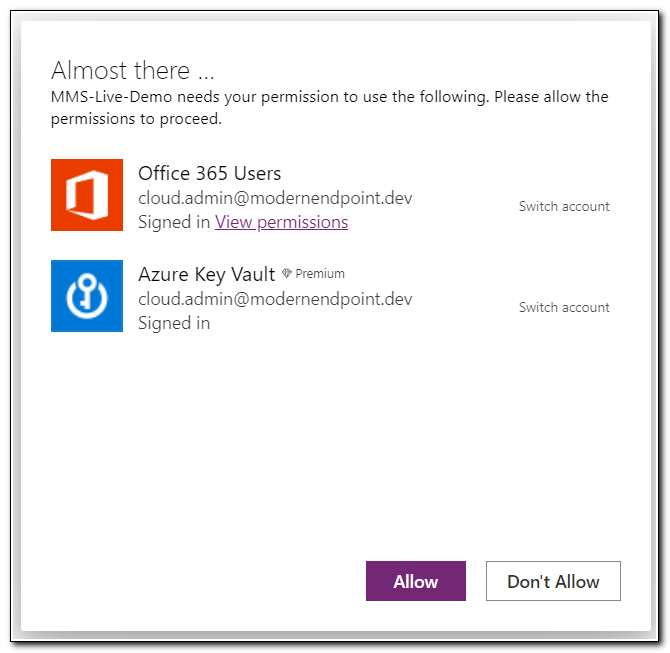 Almost there ...
MMS-Live-Demo needs your permission to use the following. Please allow the
permissions to proceed.
Office 365 Users
cloud.admin@modernendpoint.dev
Signed in View permissions
Switch account
Azure Key Vault Premium
cloud.admin@modernendpoint.dev
Signed in
Switch account
Allow
Don't Allow